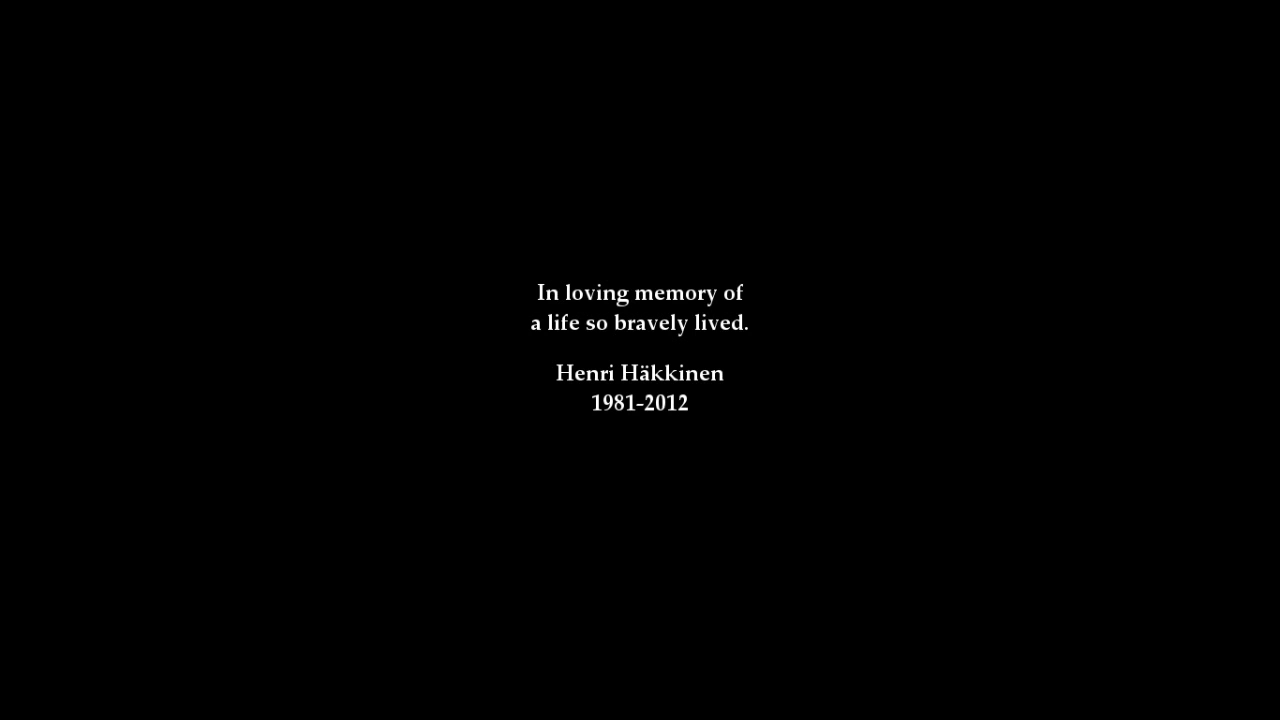 In loving memory of
a life so bravely lived.
Henri Häkkinen
1981-2012